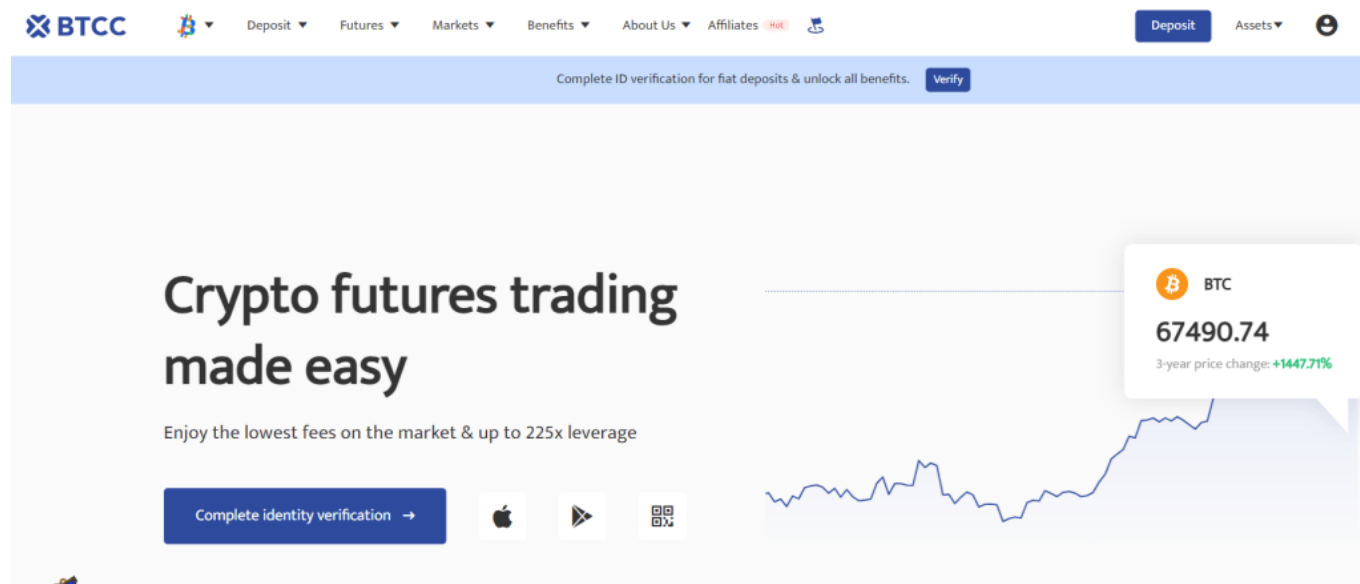 BTCC
Deposit
Futures
Markets
Benefits
About Us
Affiliates
Hot
Deposit
Assets
Complete ID verification for fiat deposits & unlock all benefits.
Verify
Crypto futures trading
made easy
Enjoy the lowest fees on the market & up to 225x leverage
Complete identity verification →
BTC
67490.74
3-year price change: +1447.71%